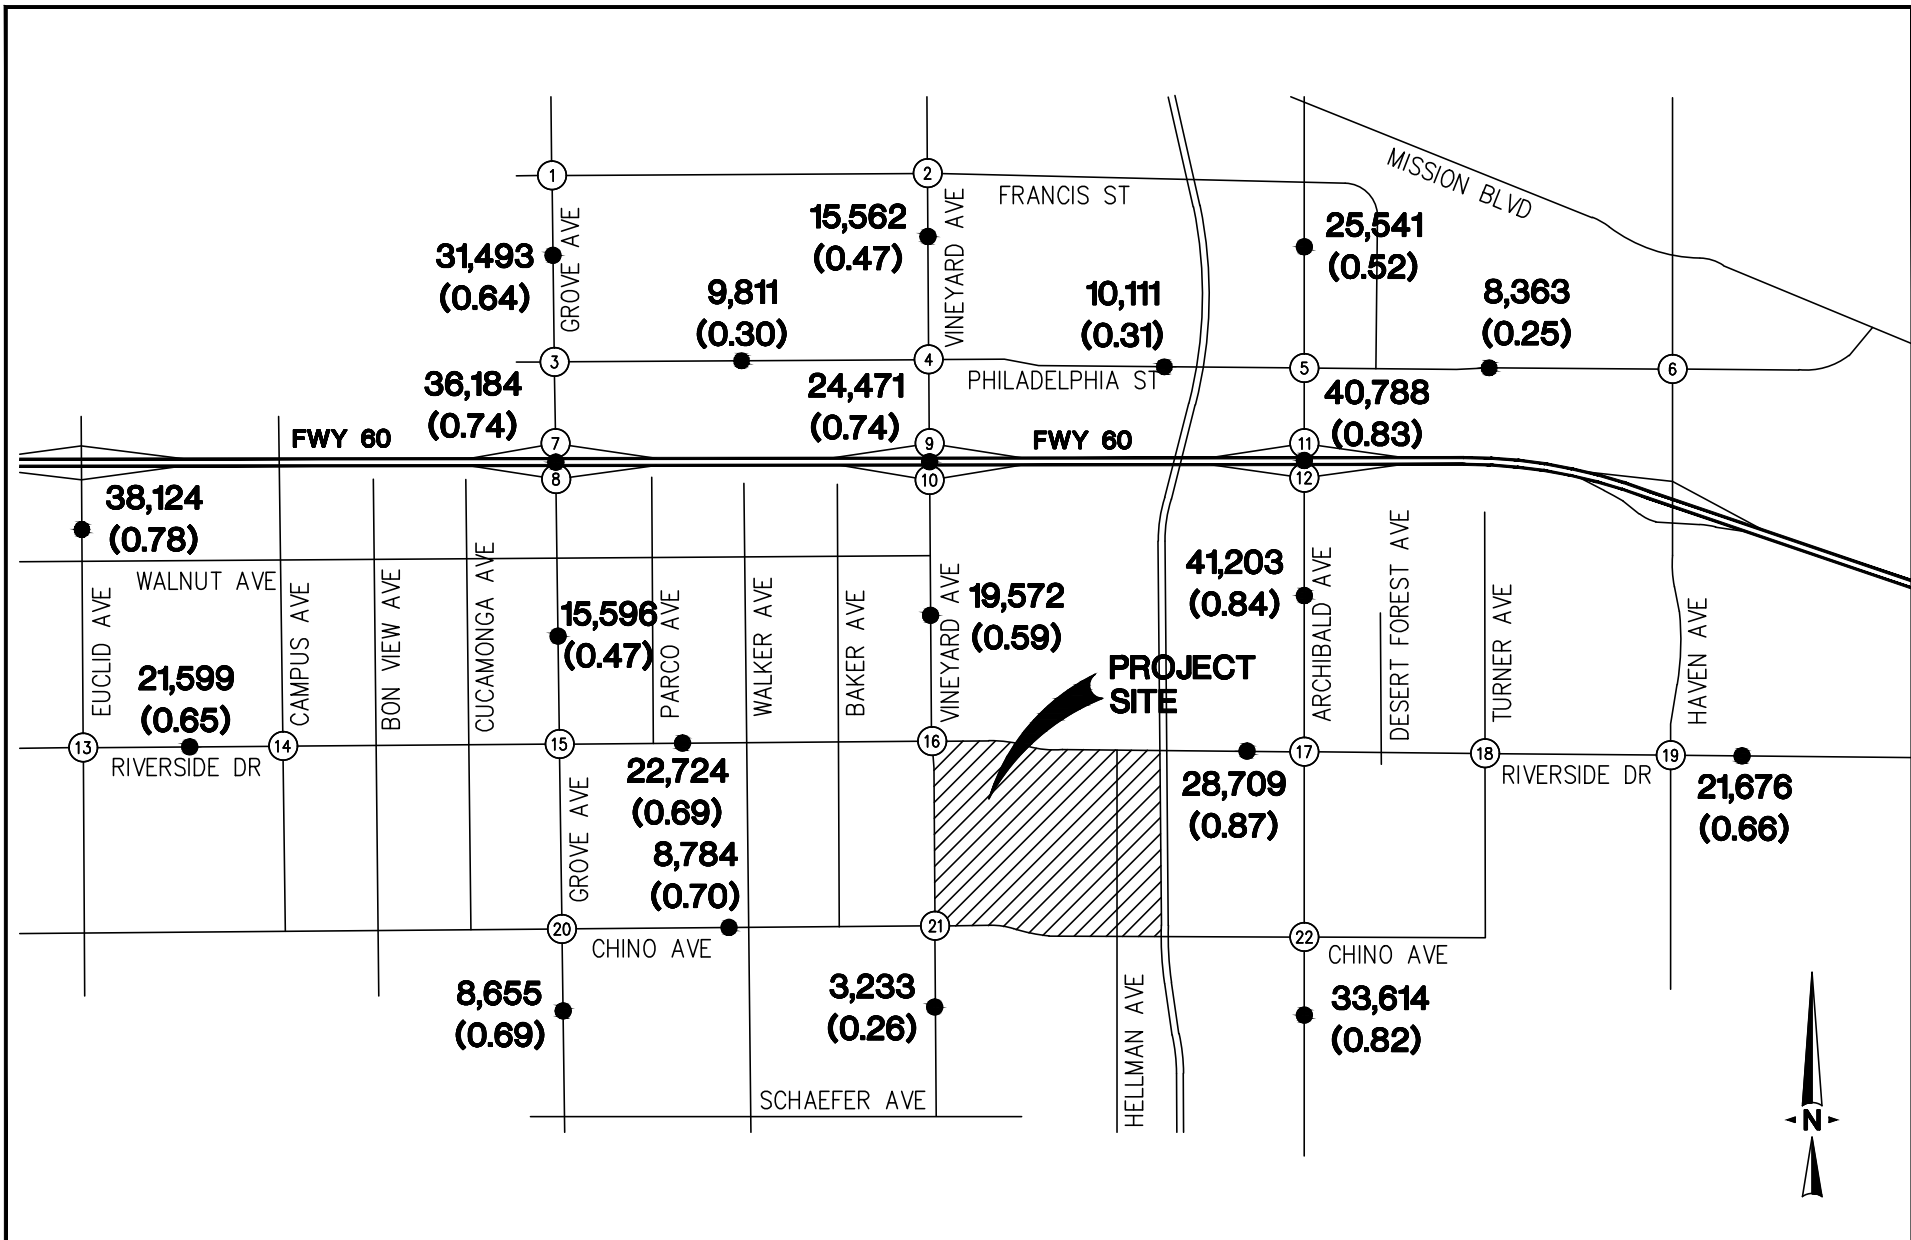 1
2
FRANCIS ST
MISSION BLVD
GROVE AVE
VINEYARD AVE
31,493
(0.64)
15,562
(0.47)
25,541
(0.52)
9,811
(0.30)
10,111
(0.31)
8,363
(0.25)
3
4
PHILADELPHIA ST
5
6
36,184
(0.74)
24,471
(0.74)
40,788
(0.83)
FWY 60
7
8
9
10
FWY 60
11
12
38,124
(0.78)
WALNUT AVE
EUCLID AVE
CAMPUS AVE
BON VIEW AVE
CUCAMONGA AVE
15,596
(0.47)
PARCO AVE
WALKER AVE
BAKER AVE
VINEYARD AVE
19,572
(0.59)
41,203
(0.84)
ARCHIBALD AVE
DESERT FOREST AVE
TURNER AVE
HAVEN AVE
PROJECT
SITE
21,599
(0.65)
13
14
15
16
17
18
19
RIVERSIDE DR
RIVERSIDE DR
22,724
(0.69)
28,709
(0.87)
21,676
(0.66)
GROVE AVE
8,784
(0.70)
20
21
22
CHINO AVE
CHINO AVE
8,655
(0.69)
3,233
(0.26)
33,614
(0.82)
HELLMAN AVE
SCHAEFER AVE
N